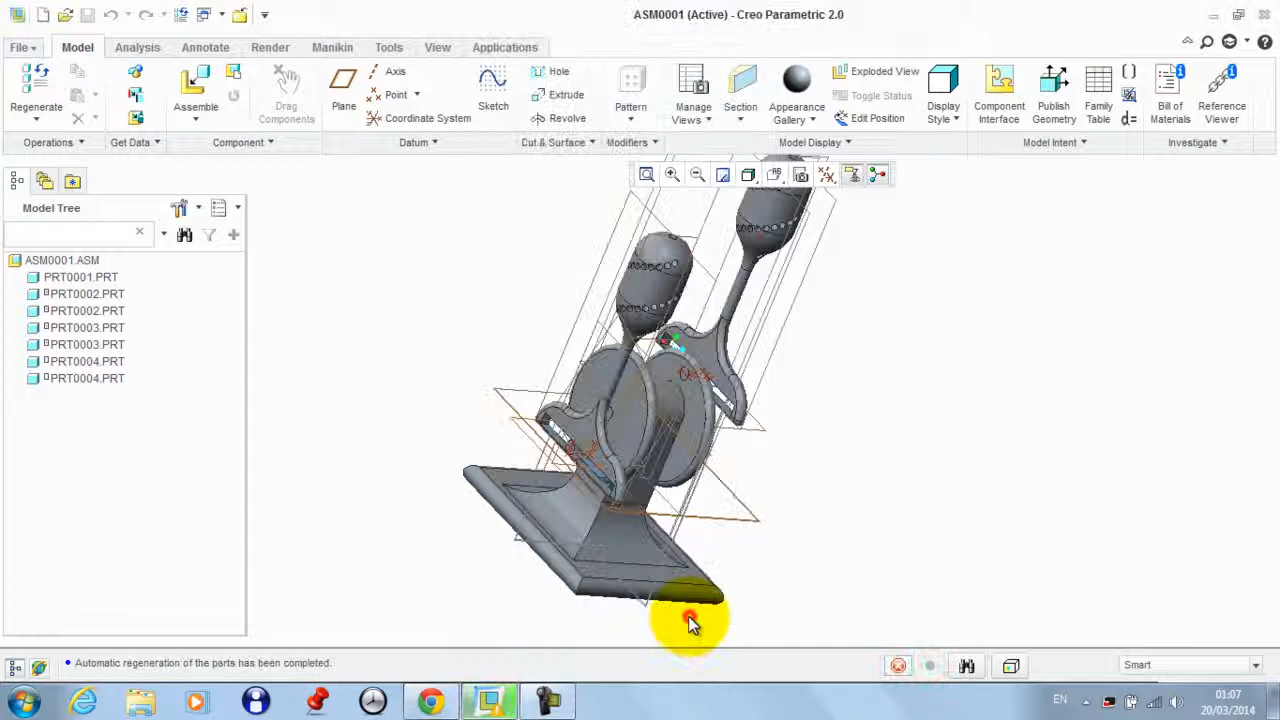 ASM0001 (Active) - Creo Parametric 2.0
File Model Analysis Annotate Render Manikin Tools View Applications
Regenerate
Assemble
Drag Components
Plane
Axis
Point
Coordinate System
Sketch
Hole
Extrude
Revolve
Pattern
Manage Views
Section
Appearance Gallery
Exploded View
Toggle Status
Edit Position
Display Style
Component Interface
Publish Geometry
Family Table
d=
Bill of Materials
Reference Viewer
Operations Get Data Component Datum Cut & Surface Modifiers Model Display Model Intent Investigate
Model Tree
ASM0001.ASM
PRT0001.PRT
PRT0002.PRT
PRT0002.PRT
PRT0003.PRT
PRT0003.PRT
PRT0004.PRT
PRT0004.PRT
Automatic regeneration of the parts has been completed.
Smart
EN
01:07
20/03/2014